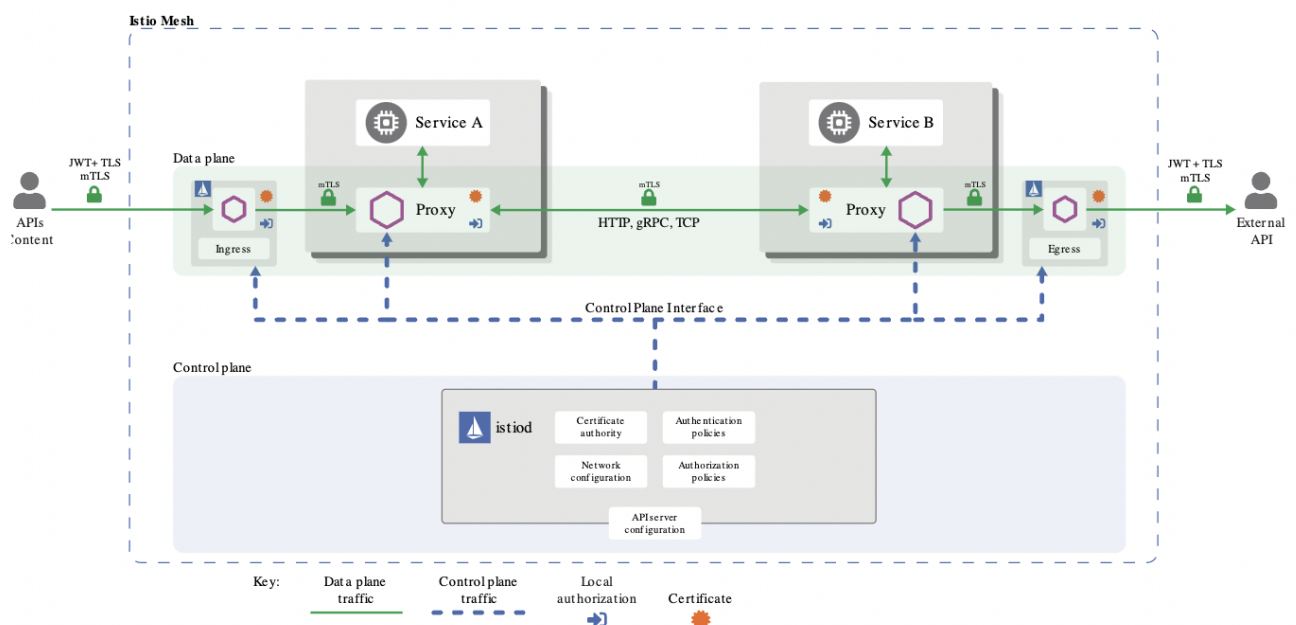 Istio Mesh
Service A
Service B
Data plane
JWT+ TLS
mTLS
JWT + TLS
mTLS
mTLS
mTLS
mTLS
Proxy
Proxy
HTTP, gRPC, TCP
APIs
Content
External
API
Ingress
Egress
Control Plane Interface
Control plane
istiod
Certificate
authority
Authentication
policies
Network
configuration
Authorization
policies
API server
configuration
Key:
Data plane
traffic
Control plane
traffic
Local
authorization
Certificate